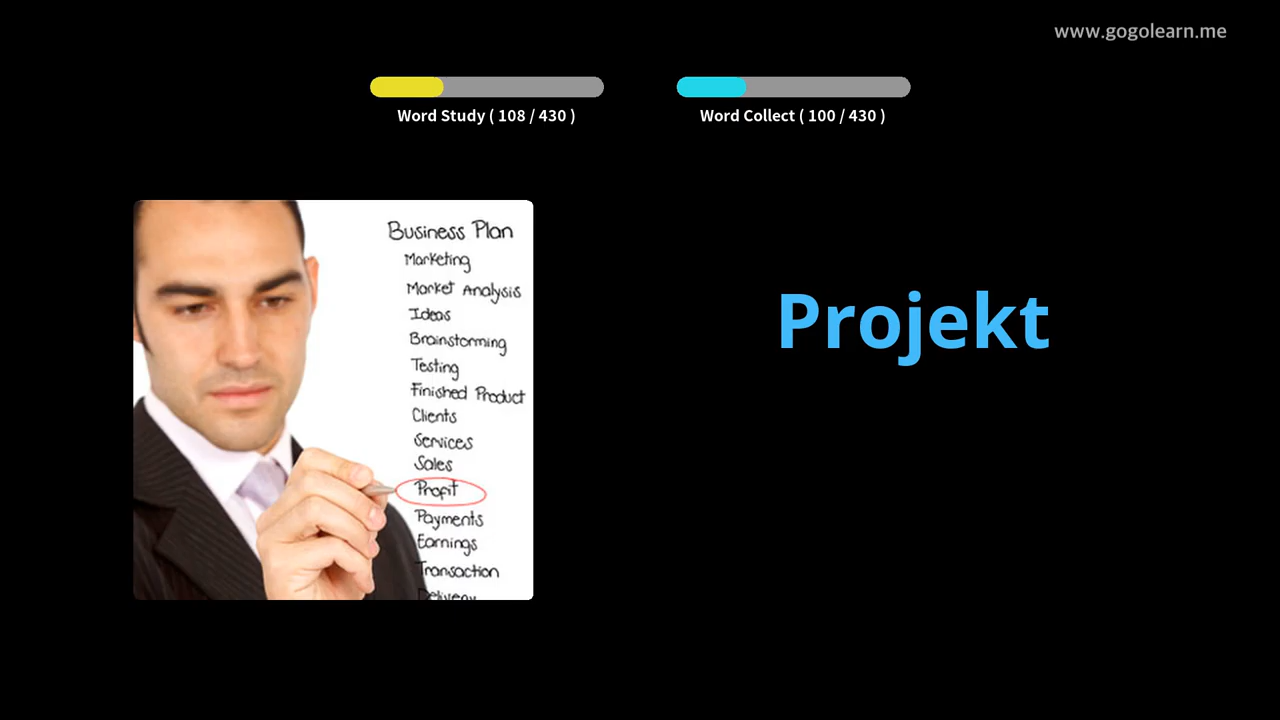 www.gogolearn.me
Word Study ( 108 / 430 )
Word Collect ( 100 / 430 )
Business Plan
Marketing
Market Analysis
Ideas
Brainstorming
Testing
Finished Product
Clients
Services
Sales
Profit
Payments
Earnings
Transaction
Delivery
Projekt